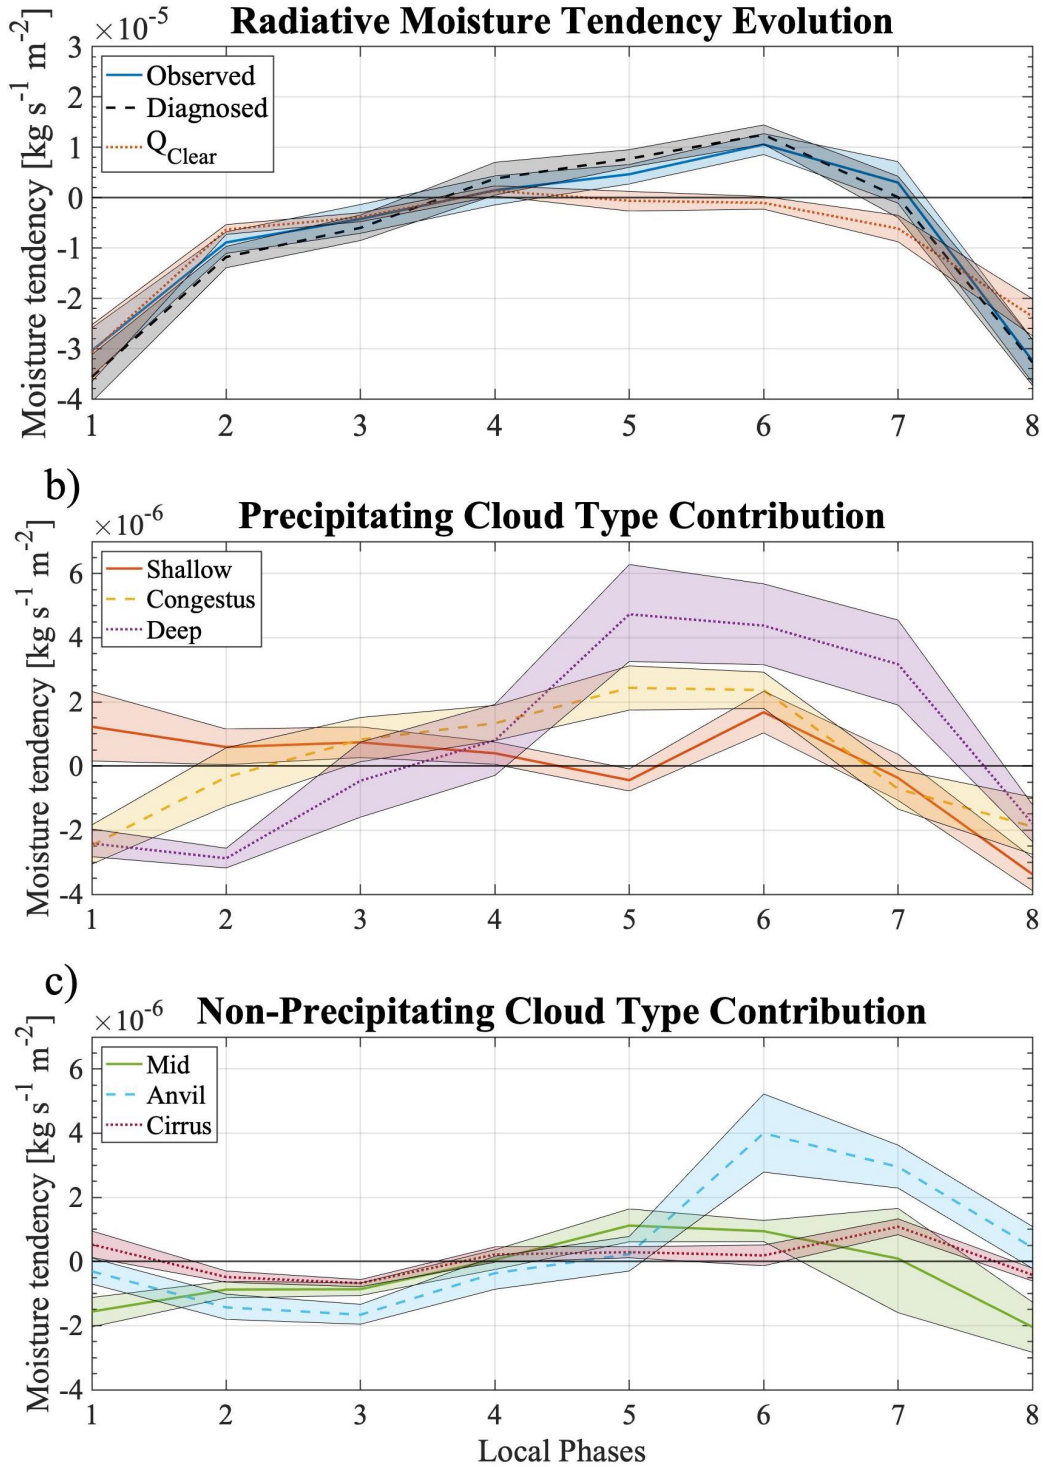 Radiative Moisture Tendency Evolution
×10⁻⁵
Moisture tendency [kg s⁻¹ m⁻²]
3
2
1
0
-1
-2
-3
-4
Observed
Diagnosed
Q_Clear
1 2 3 4 5 6 7 8
b)
Precipitating Cloud Type Contribution
×10⁻⁶
Moisture tendency [kg s⁻¹ m⁻²]
6
4
2
0
-2
-4
Shallow
Congestus
Deep
1 2 3 4 5 6 7 8
c)
Non-Precipitating Cloud Type Contribution
×10⁻⁶
Moisture tendency [kg s⁻¹ m⁻²]
6
4
2
0
-2
-4
Mid
Anvil
Cirrus
1 2 3 4 5 6 7 8
Local Phases